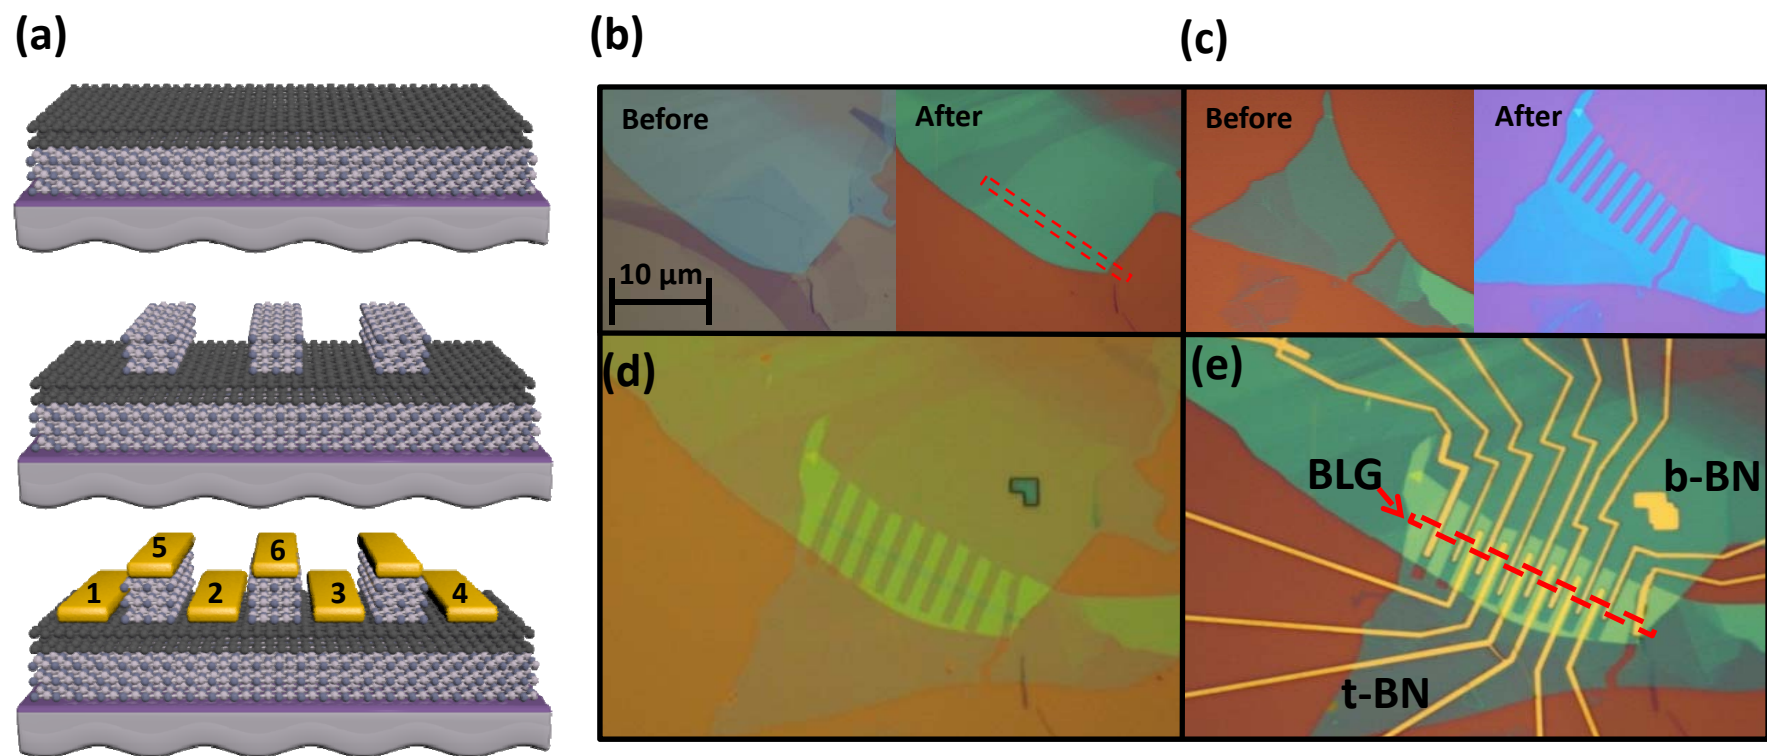 (a)
(b)
(c)
Before
After
Before
After
10 µm
(d)
(e)
BLG
b-BN
t-BN
5
6
1
2
3
4